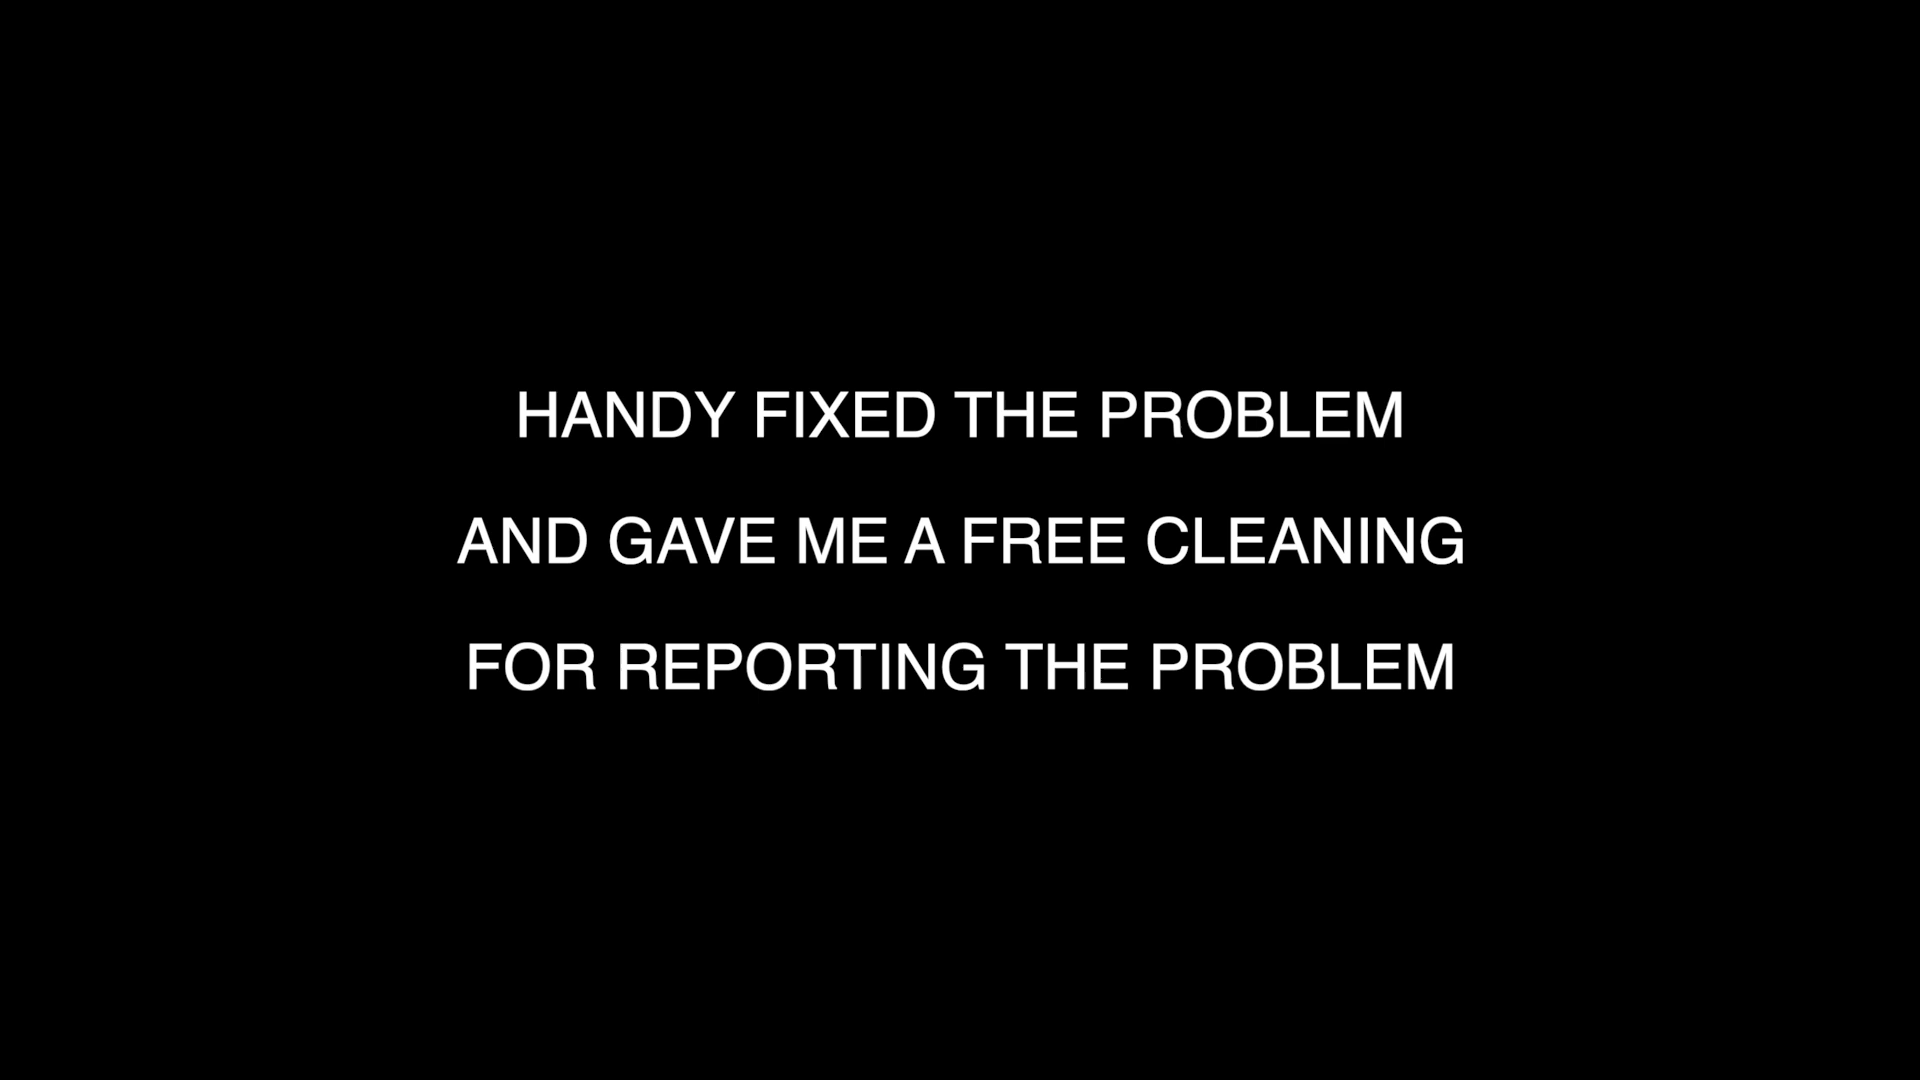 HANDY FIXED THE PROBLEM
AND GAVE ME A FREE CLEANING
FOR REPORTING THE PROBLEM